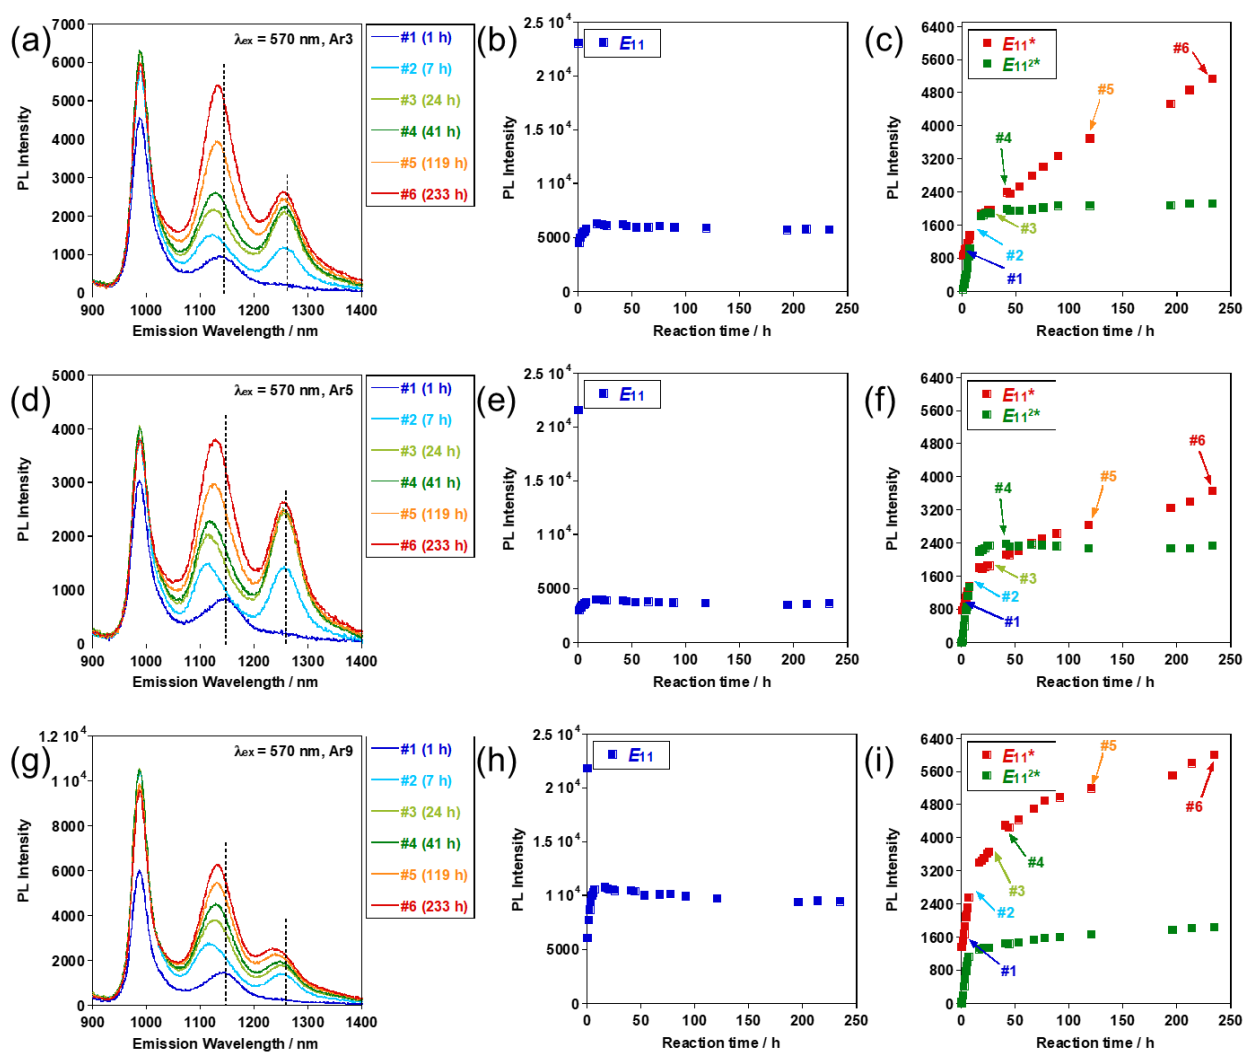 (a)
λex = 570 nm, Ar3
7000
6000
5000
4000
3000
2000
1000
0
PL Intensity
900 1000 1100 1200 1300 1400
Emission Wavelength / nm
#1 (1 h)
#2 (7 h)
#3 (24 h)
#4 (41 h)
#5 (119 h)
#6 (233 h)
(b)
E11
2.5 10^4
2 10^4
1.5 10^4
1 10^4
5000
0
PL Intensity
0 50 100 150 200 250
Reaction time / h
(c)
E11*
E11²*
6400
5600
4800
4000
3200
2400
1600
800
0
PL Intensity
#6
#5
#4
#3
#2
#1
0 50 100 150 200 250
Reaction time / h
(d)
λex = 570 nm, Ar5
5000
4000
3000
2000
1000
0
PL Intensity
900 1000 1100 1200 1300 1400
Emission Wavelength / nm
#1 (1 h)
#2 (7 h)
#3 (24 h)
#4 (41 h)
#5 (119 h)
#6 (233 h)
(e)
E11
2.5 10^4
2 10^4
1.5 10^4
1 10^4
5000
0
PL Intensity
0 50 100 150 200 250
Reaction time / h
(f)
E11*
E11²*
6400
5600
4800
4000
3200
2400
1600
800
0
PL Intensity
#6
#5
#4
#3
#2
#1
0 50 100 150 200 250
Reaction time / h
(g)
λex = 570 nm, Ar9
1.2 10^4
1 10^4
8000
6000
4000
2000
0
PL Intensity
900 1000 1100 1200 1300 1400
Emission Wavelength / nm
#1 (1 h)
#2 (7 h)
#3 (24 h)
#4 (41 h)
#5 (119 h)
#6 (233 h)
(h)
E11
2.5 10^4
2 10^4
1.5 10^4
1 10^4
5000
0
PL Intensity
0 50 100 150 200 250
Reaction time / h
(i)
E11*
E11²*
6400
5600
4800
4000
3200
2400
1600
800
0
PL Intensity
#5
#6
#4
#3
#2
#1
0 50 100 150 200 250
Reaction time / h